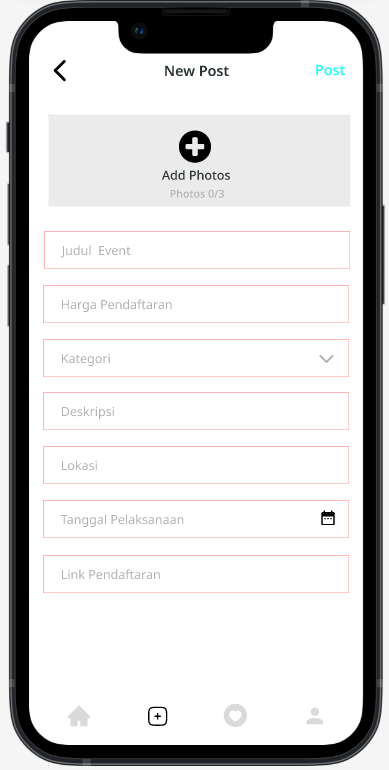 New Post
Post
Add Photos
Photos 0/3
Judul Event
Harga Pendaftaran
Kategori
Deskripsi
Lokasi
Tanggal Pelaksanaan
Link Pendaftaran